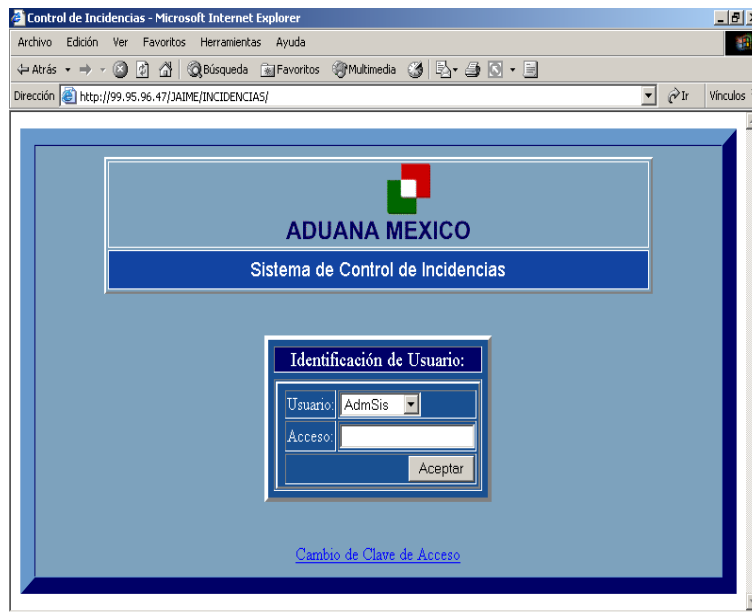 Control de Incidencias - Microsoft Internet Explorer
Archivo Edición Ver Favoritos Herramientas Ayuda
Atrás Búsqueda Favoritos Multimedia
Dirección http://99.95.96.47/JAIME/INCIDENCIAS/ Ir Vínculos
ADUANA MEXICO
Sistema de Control de Incidencias
Identificación de Usuario:
Usuario: AdmSis
Acceso:
Aceptar
Cambio de Clave de Acceso